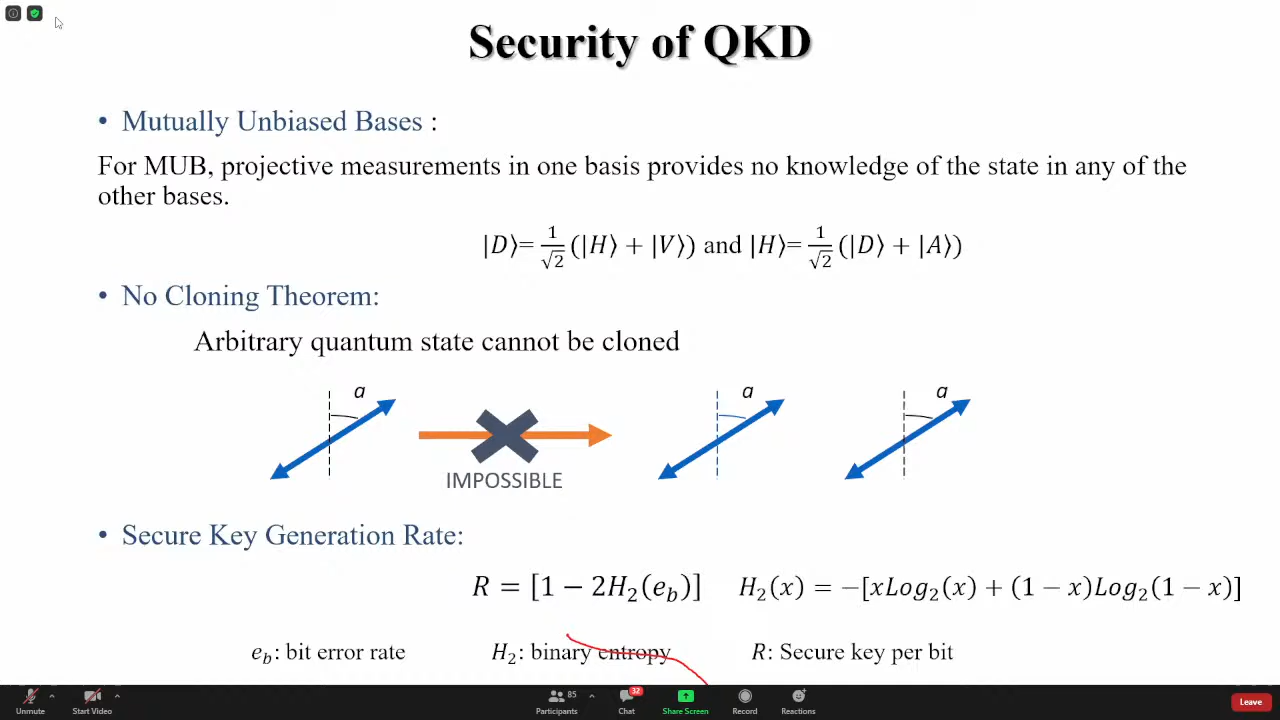 Security of QKD
• Mutually Unbiased Bases :
For MUB, projective measurements in one basis provides no knowledge of the state in any of the
other bases.
|D⟩= 1/√2 (|H⟩ + |V⟩) and |H⟩= 1/√2 (|D⟩ + |A⟩)
• No Cloning Theorem:
Arbitrary quantum state cannot be cloned
a a a
IMPOSSIBLE
• Secure Key Generation Rate:
R = [1 − 2H₂(e_b)] H₂(x) = −[xLog₂(x) + (1 − x)Log₂(1 − x)]
e_b: bit error rate H₂: binary entropy R: Secure key per bit
85 32
Unmute Start Video Participants Chat Share Screen Record Reactions Leave